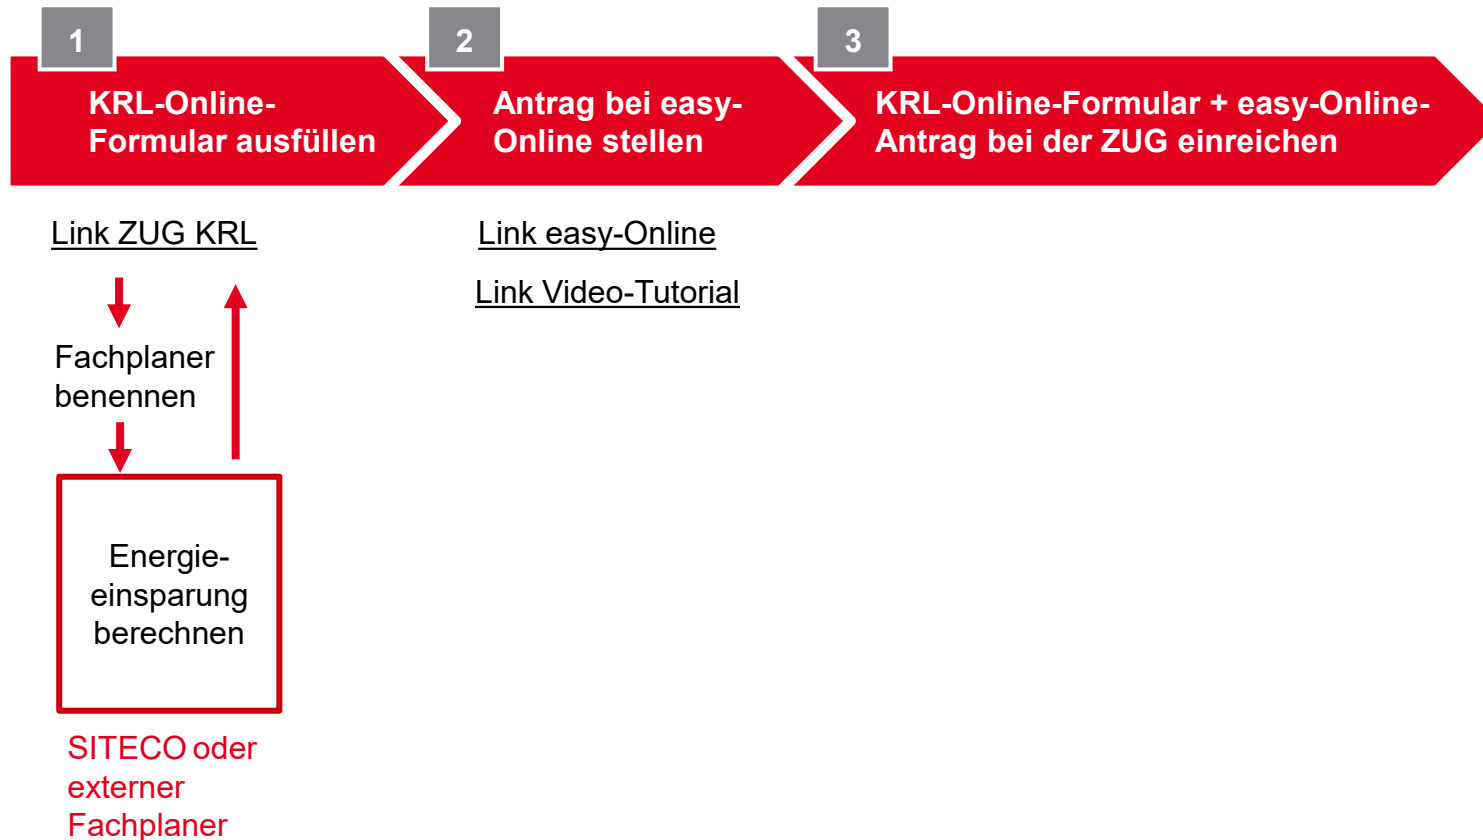 1
KRL-Online-
Formular ausfüllen
2
Antrag bei easy-
Online stellen
3
KRL-Online-Formular + easy-Online-
Antrag bei der ZUG einreichen
Link ZUG KRL
Link easy-Online
Link Video-Tutorial
Fachplaner
benennen
Energie-
einsparung
berechnen
SITECO oder
externer
Fachplaner